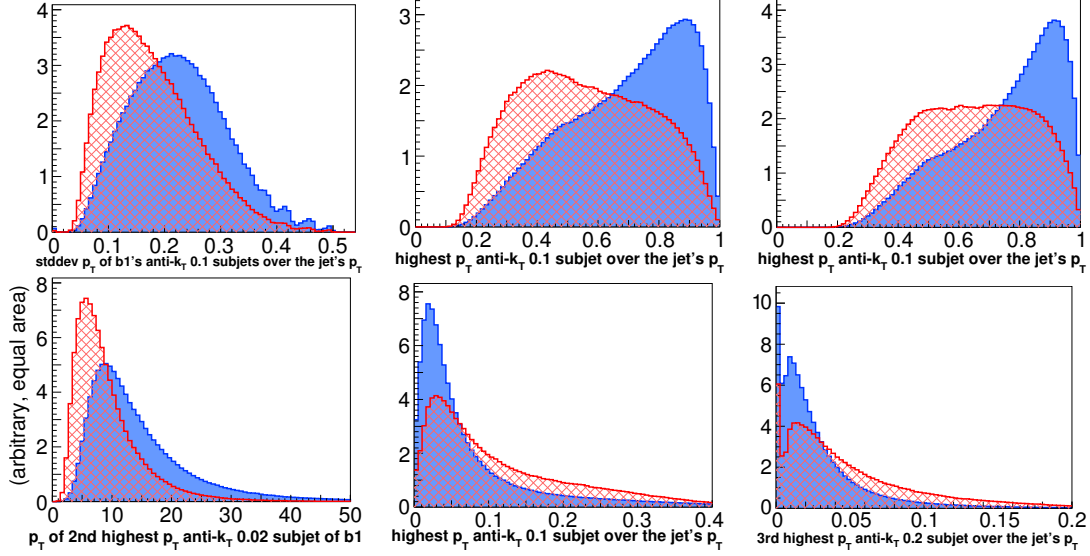 4
3
2
1
0
0 0.1 0.2 0.3 0.4 0.5
stddev p_T of b1's anti-k_T 0.1 subjets over the jet's p_T
3
2
1
0
0 0.2 0.4 0.6 0.8 1
highest p_T anti-k_T 0.1 subjet over the jet's p_T
4
3
2
1
0
0 0.2 0.4 0.6 0.8 1
highest p_T anti-k_T 0.1 subjet over the jet's p_T
(arbitrary, equal area)
8
6
4
2
0
0 10 20 30 40 50
p_T of 2nd highest p_T anti-k_T 0.02 subjet of b1
8
6
4
2
0
0 0.1 0.2 0.3 0.4
highest p_T anti-k_T 0.1 subjet over the jet's p_T
10
8
6
4
2
0
0 0.05 0.1 0.15 0.2
3rd highest p_T anti-k_T 0.2 subjet over the jet's p_T